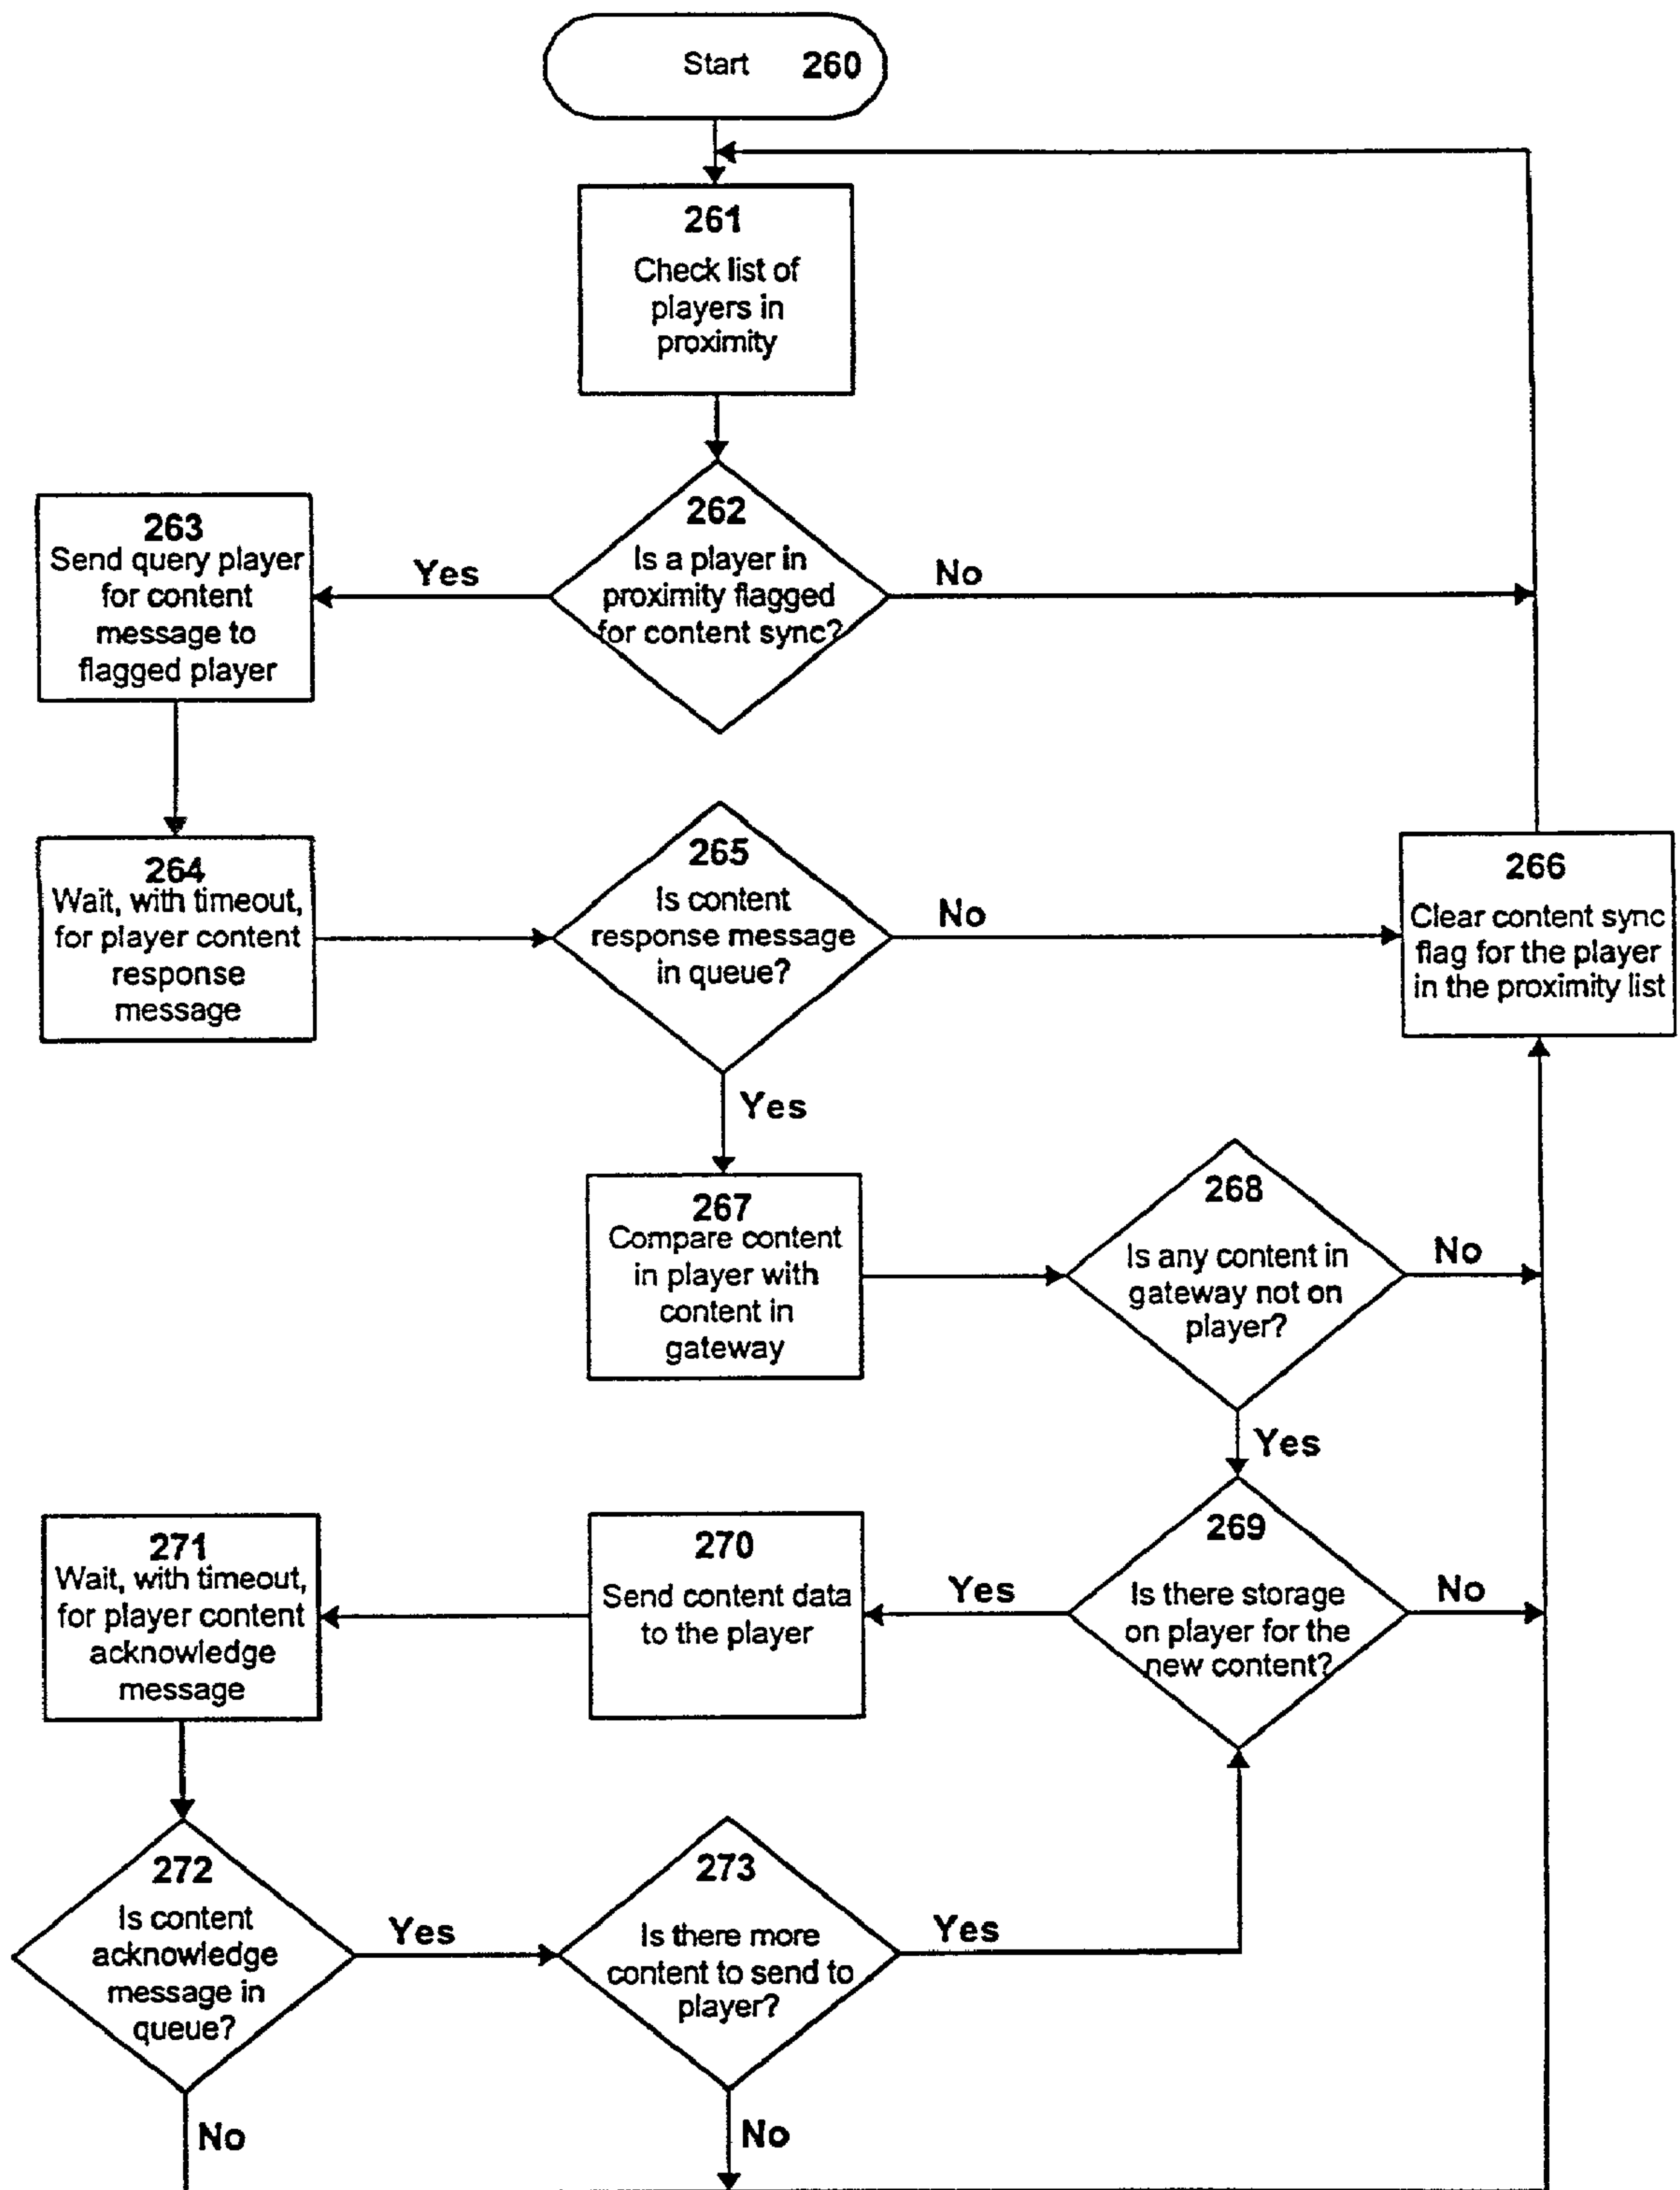 Start 260
261
Check list of
players in
proximity
262
Is a player in
proximity flagged
for content sync?
Yes
No
263
Send query player
for content
message to
flagged player
264
Wait, with timeout,
for player content
response
message
265
Is content
response message
in queue?
No
Yes
266
Clear content sync
flag for the player
in the proximity list
267
Compare content
in player with
content in
gateway
268
Is any content in
gateway not on
player?
No
Yes
269
Is there storage
on player for the
new content?
Yes
No
270
Send content data
to the player
271
Wait, with timeout,
for player content
acknowledge
message
272
Is content
acknowledge
message in
queue?
Yes
No
273
Is there more
content to send to
player?
Yes
No